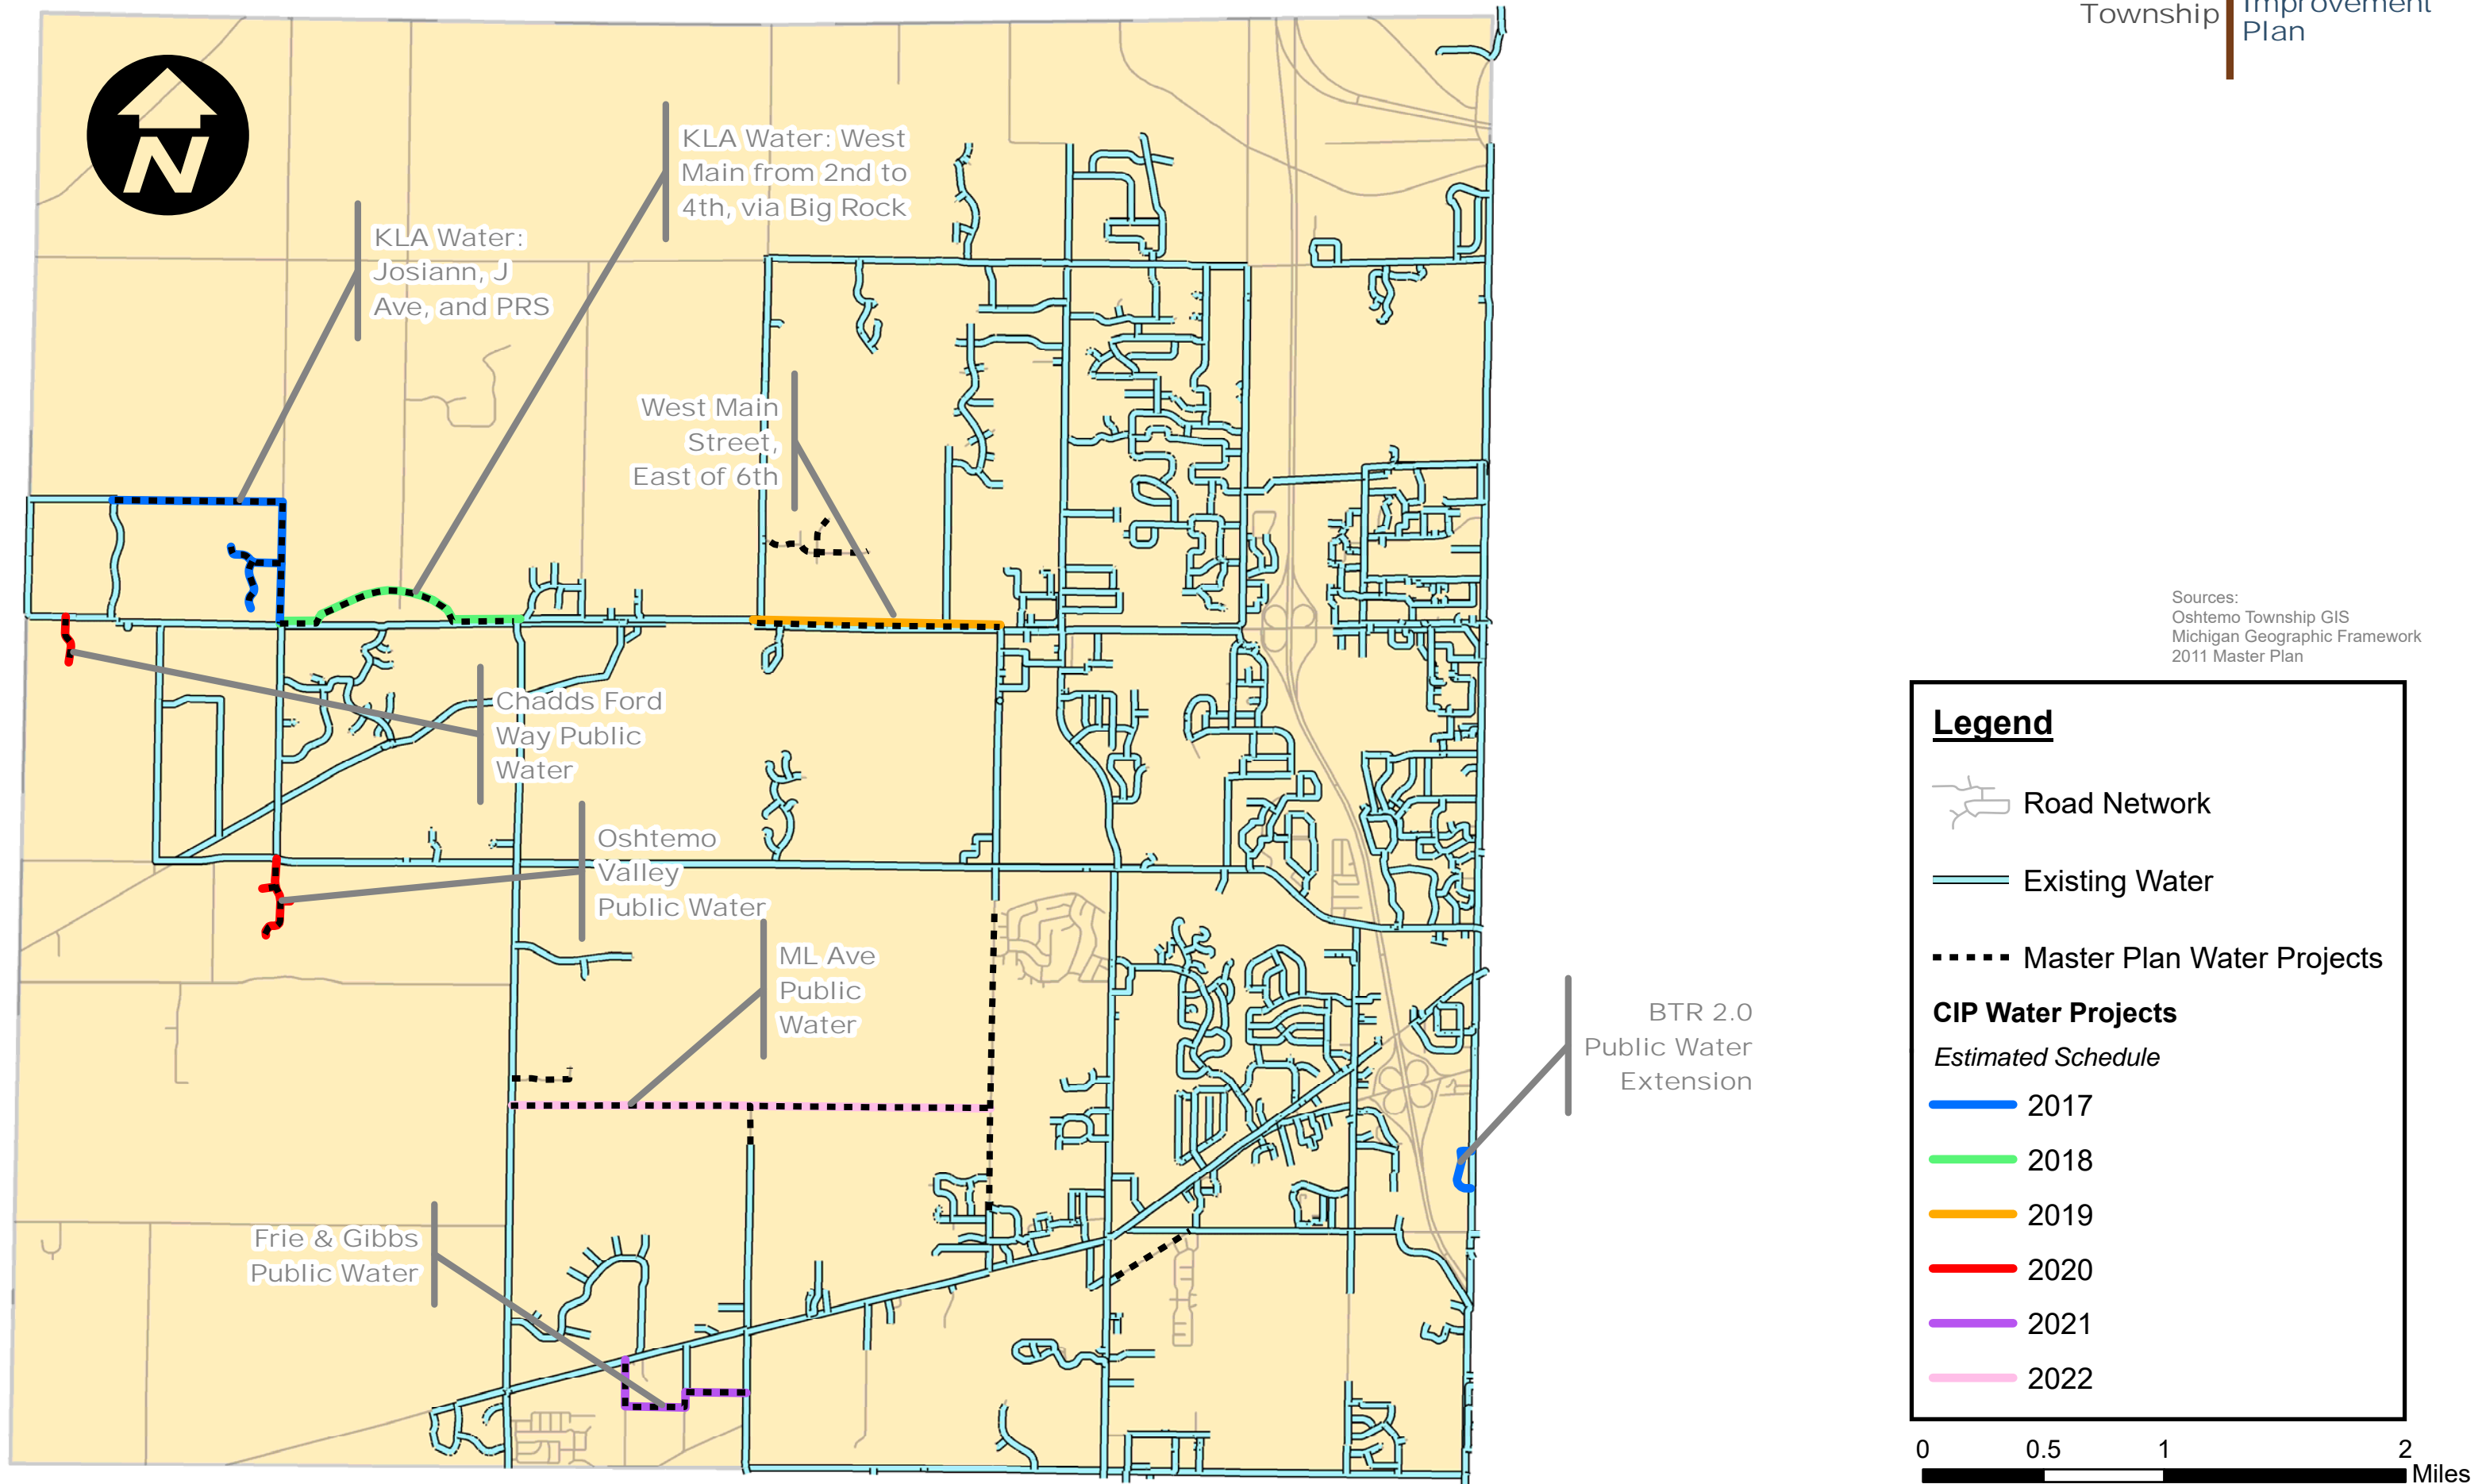 Township
Improvement
Plan
N
KLA Water: West
Main from 2nd to
4th, via Big Rock
KLA Water:
Josiann, J
Ave, and PRS
West Main
Street,
East of 6th
Chadds Ford
Way Public
Water
Oshtemo
Valley
Public Water
ML Ave
Public
Water
BTR 2.0
Public Water
Extension
Frie & Gibbs
Public Water
Sources:
Oshtemo Township GIS
Michigan Geographic Framework
2011 Master Plan
Legend
Road Network
Existing Water
Master Plan Water Projects
CIP Water Projects
Estimated Schedule
2017
2018
2019
2020
2021
2022
0 0.5 1 2
Miles